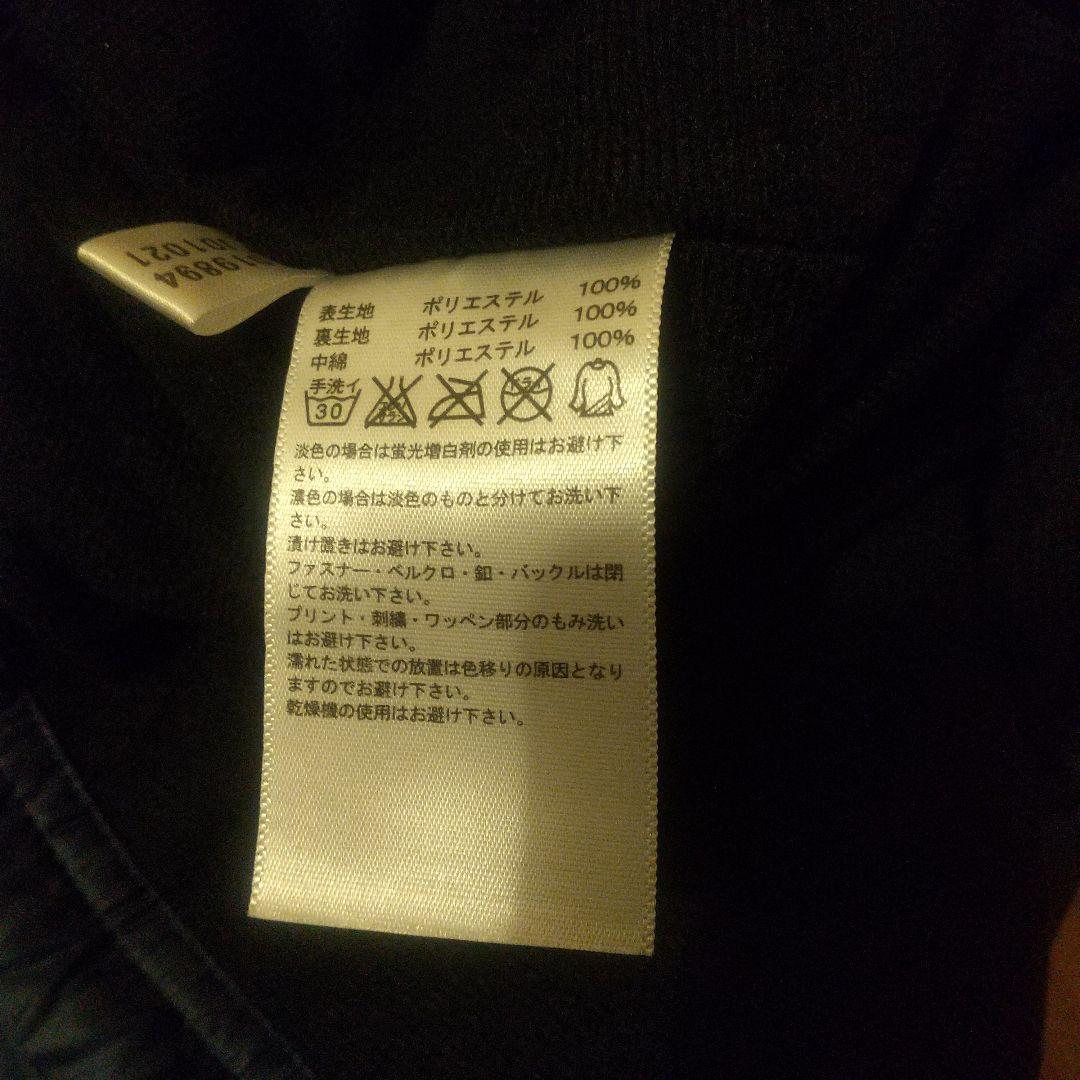 19894
01021
表生地 ポリエステル 100%
裏生地 ポリエステル 100%
中綿 ポリエステル 100%
手洗イ
30
淡色の場合は蛍光増白剤の使用はお避け下
さい。
濃色の場合は淡色のものと分けてお洗い下
さい。
漬け置きはお避け下さい。
ファスナー・ベルクロ・釦・バックルは閉
じてお洗い下さい。
プリント・刺繍・ワッペン部分のもみ洗い
はお避け下さい。
濡れた状態での放置は色移りの原因となり
ますのでお避け下さい。
乾燥機の使用はお避け下さい。